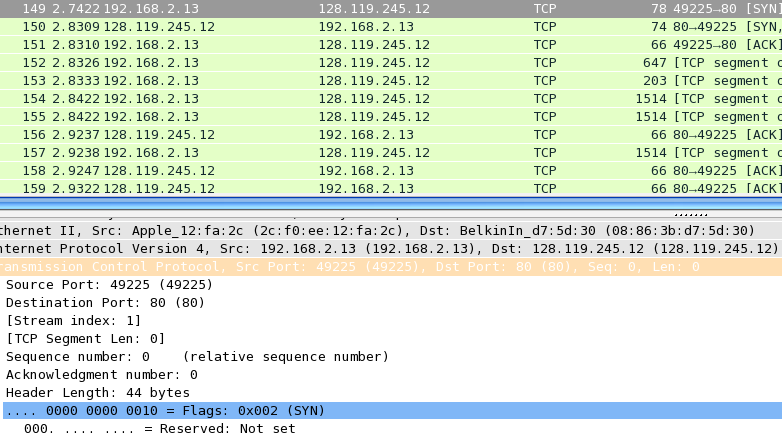 149 2.7422 192.168.2.13 128.119.245.12 TCP 78 49225→80 [SYN]
150 2.8309 128.119.245.12 192.168.2.13 TCP 74 80→49225 [SYN,
151 2.8310 192.168.2.13 128.119.245.12 TCP 66 49225→80 [ACK]
152 2.8326 192.168.2.13 128.119.245.12 TCP 647 [TCP segment o
153 2.8333 192.168.2.13 128.119.245.12 TCP 203 [TCP segment o
154 2.8422 192.168.2.13 128.119.245.12 TCP 1514 [TCP segment o
155 2.8422 192.168.2.13 128.119.245.12 TCP 1514 [TCP segment o
156 2.9237 128.119.245.12 192.168.2.13 TCP 66 80→49225 [ACK]
157 2.9238 192.168.2.13 128.119.245.12 TCP 1514 [TCP segment o
158 2.9247 128.119.245.12 192.168.2.13 TCP 66 80→49225 [ACK]
159 2.9322 128.119.245.12 192.168.2.13 TCP 66 80→49225 [ACK]
thernet II, Src: Apple_12:fa:2c (2c:f0:ee:12:fa:2c), Dst: BelkinIn_d7:5d:30 (08:86:3b:d7:5d:30)
nternet Protocol Version 4, Src: 192.168.2.13 (192.168.2.13), Dst: 128.119.245.12 (128.119.245.12)
ransmission Control Protocol, Src Port: 49225 (49225), Dst Port: 80 (80), Seq: 0, Len: 0
Source Port: 49225 (49225)
Destination Port: 80 (80)
[Stream index: 1]
[TCP Segment Len: 0]
Sequence number: 0 (relative sequence number)
Acknowledgment number: 0
Header Length: 44 bytes
.... 0000 0000 0010 = Flags: 0x002 (SYN)
000. .... .... = Reserved: Not set